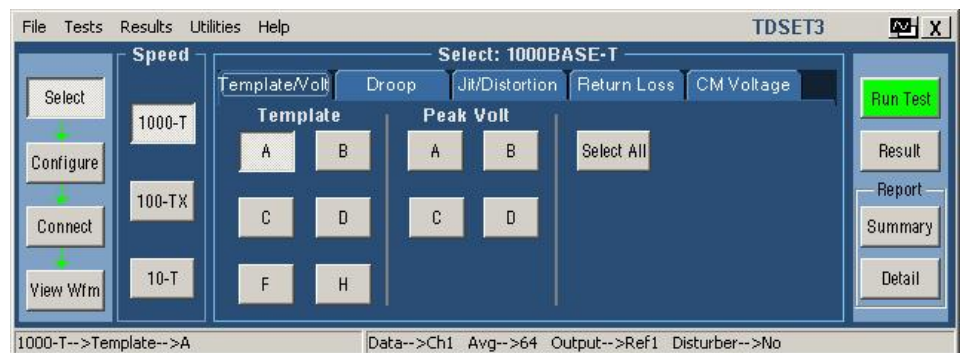 File Tests Results Utilities Help TDSET3 X
Speed Select: 1000BASE-T
Template/Volt Droop Jit/Distortion Return Loss CM Voltage
Select
Configure
Connect
View Wfm
1000-T
100-TX
10-T
Template
A B
C D
F H
Peak Volt
A B
C D
Select All
Run Test
Result
Report
Summary
Detail
1000-T-->Template-->A Data-->Ch1 Avg-->64 Output-->Ref1 Disturber-->No